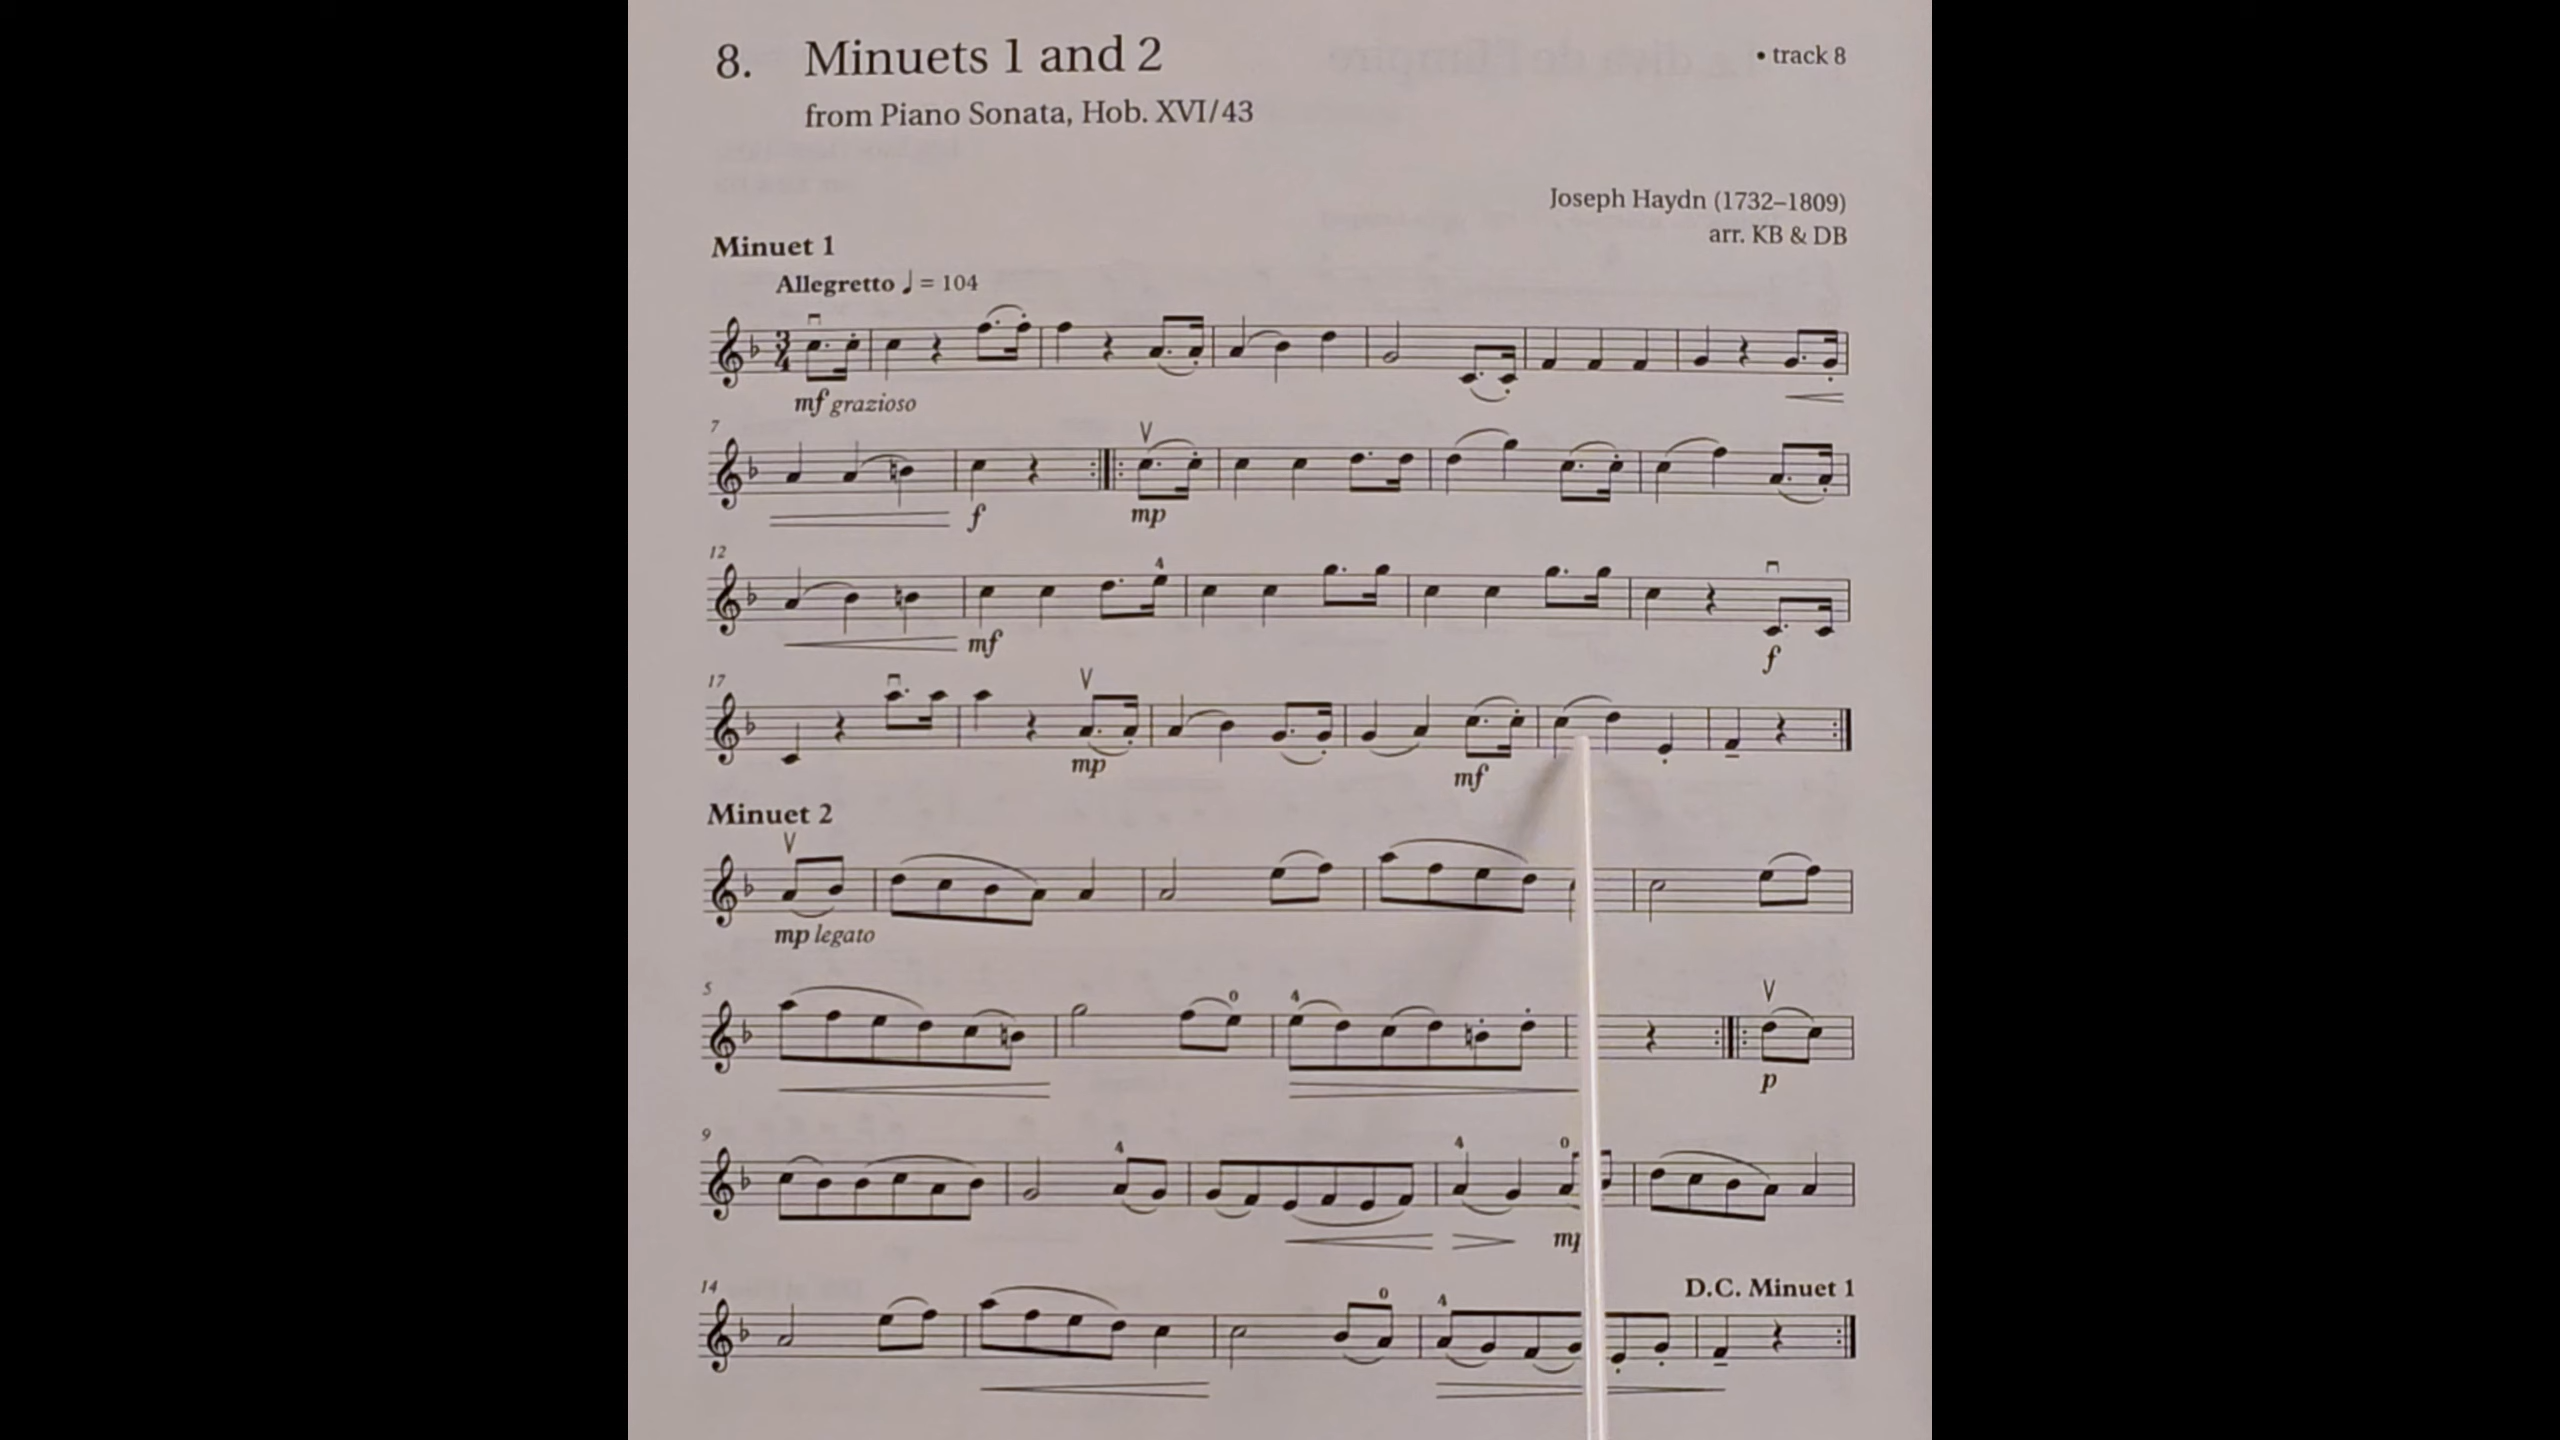 8. Minuets 1 and 2
• track 8
from Piano Sonata, Hob. XVI/43
Joseph Haydn (1732–1809)
arr. KB & DB
Minuet 1
Allegretto ♩ = 104
3
4
mf grazioso
7
f mp
12
4
mf f
17
mp mf
Minuet 2
mp legato
5
0 4
p
9
4 4 0
14
D.C. Minuet 1
0 4